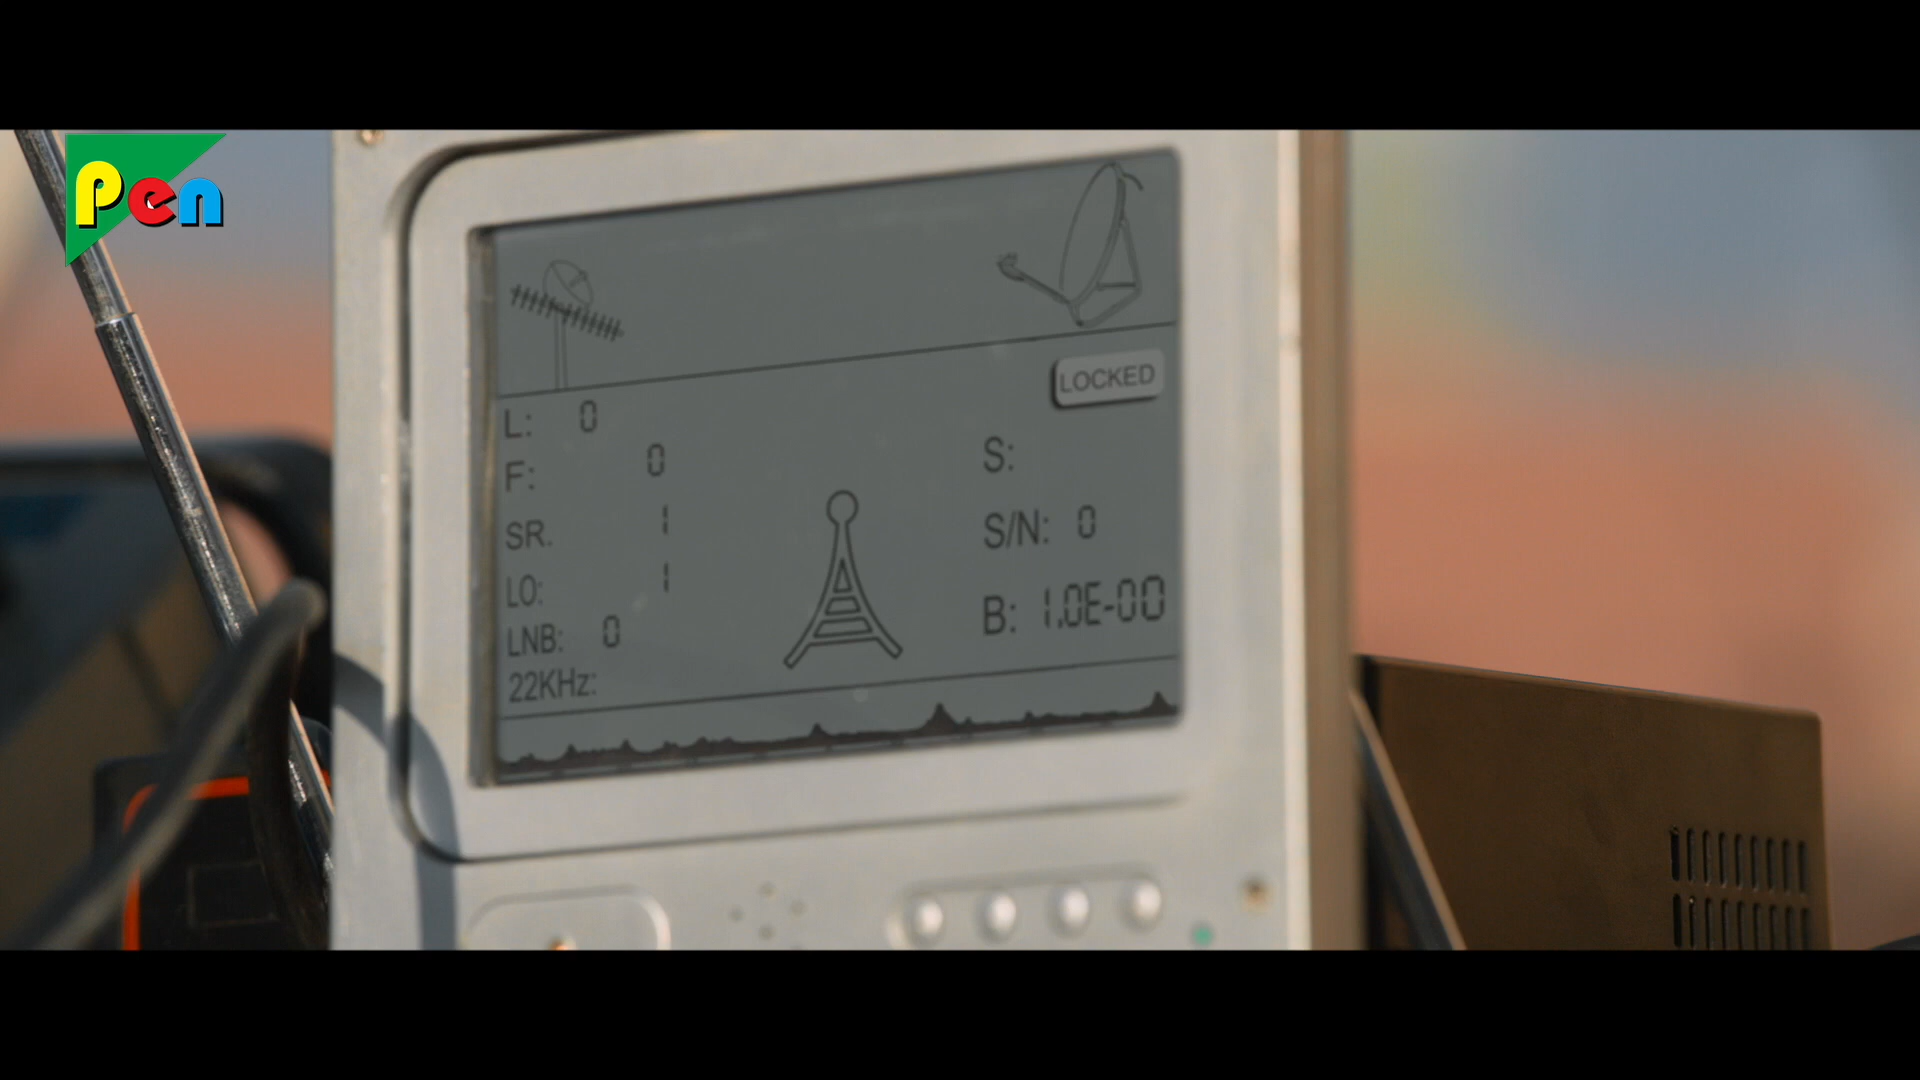 Pen
LOCKED
L: 0
F: 0
SR. 1
LO: 1
LNB: 0
22KHz:
S:
S/N: 0
B: 1.0E-00